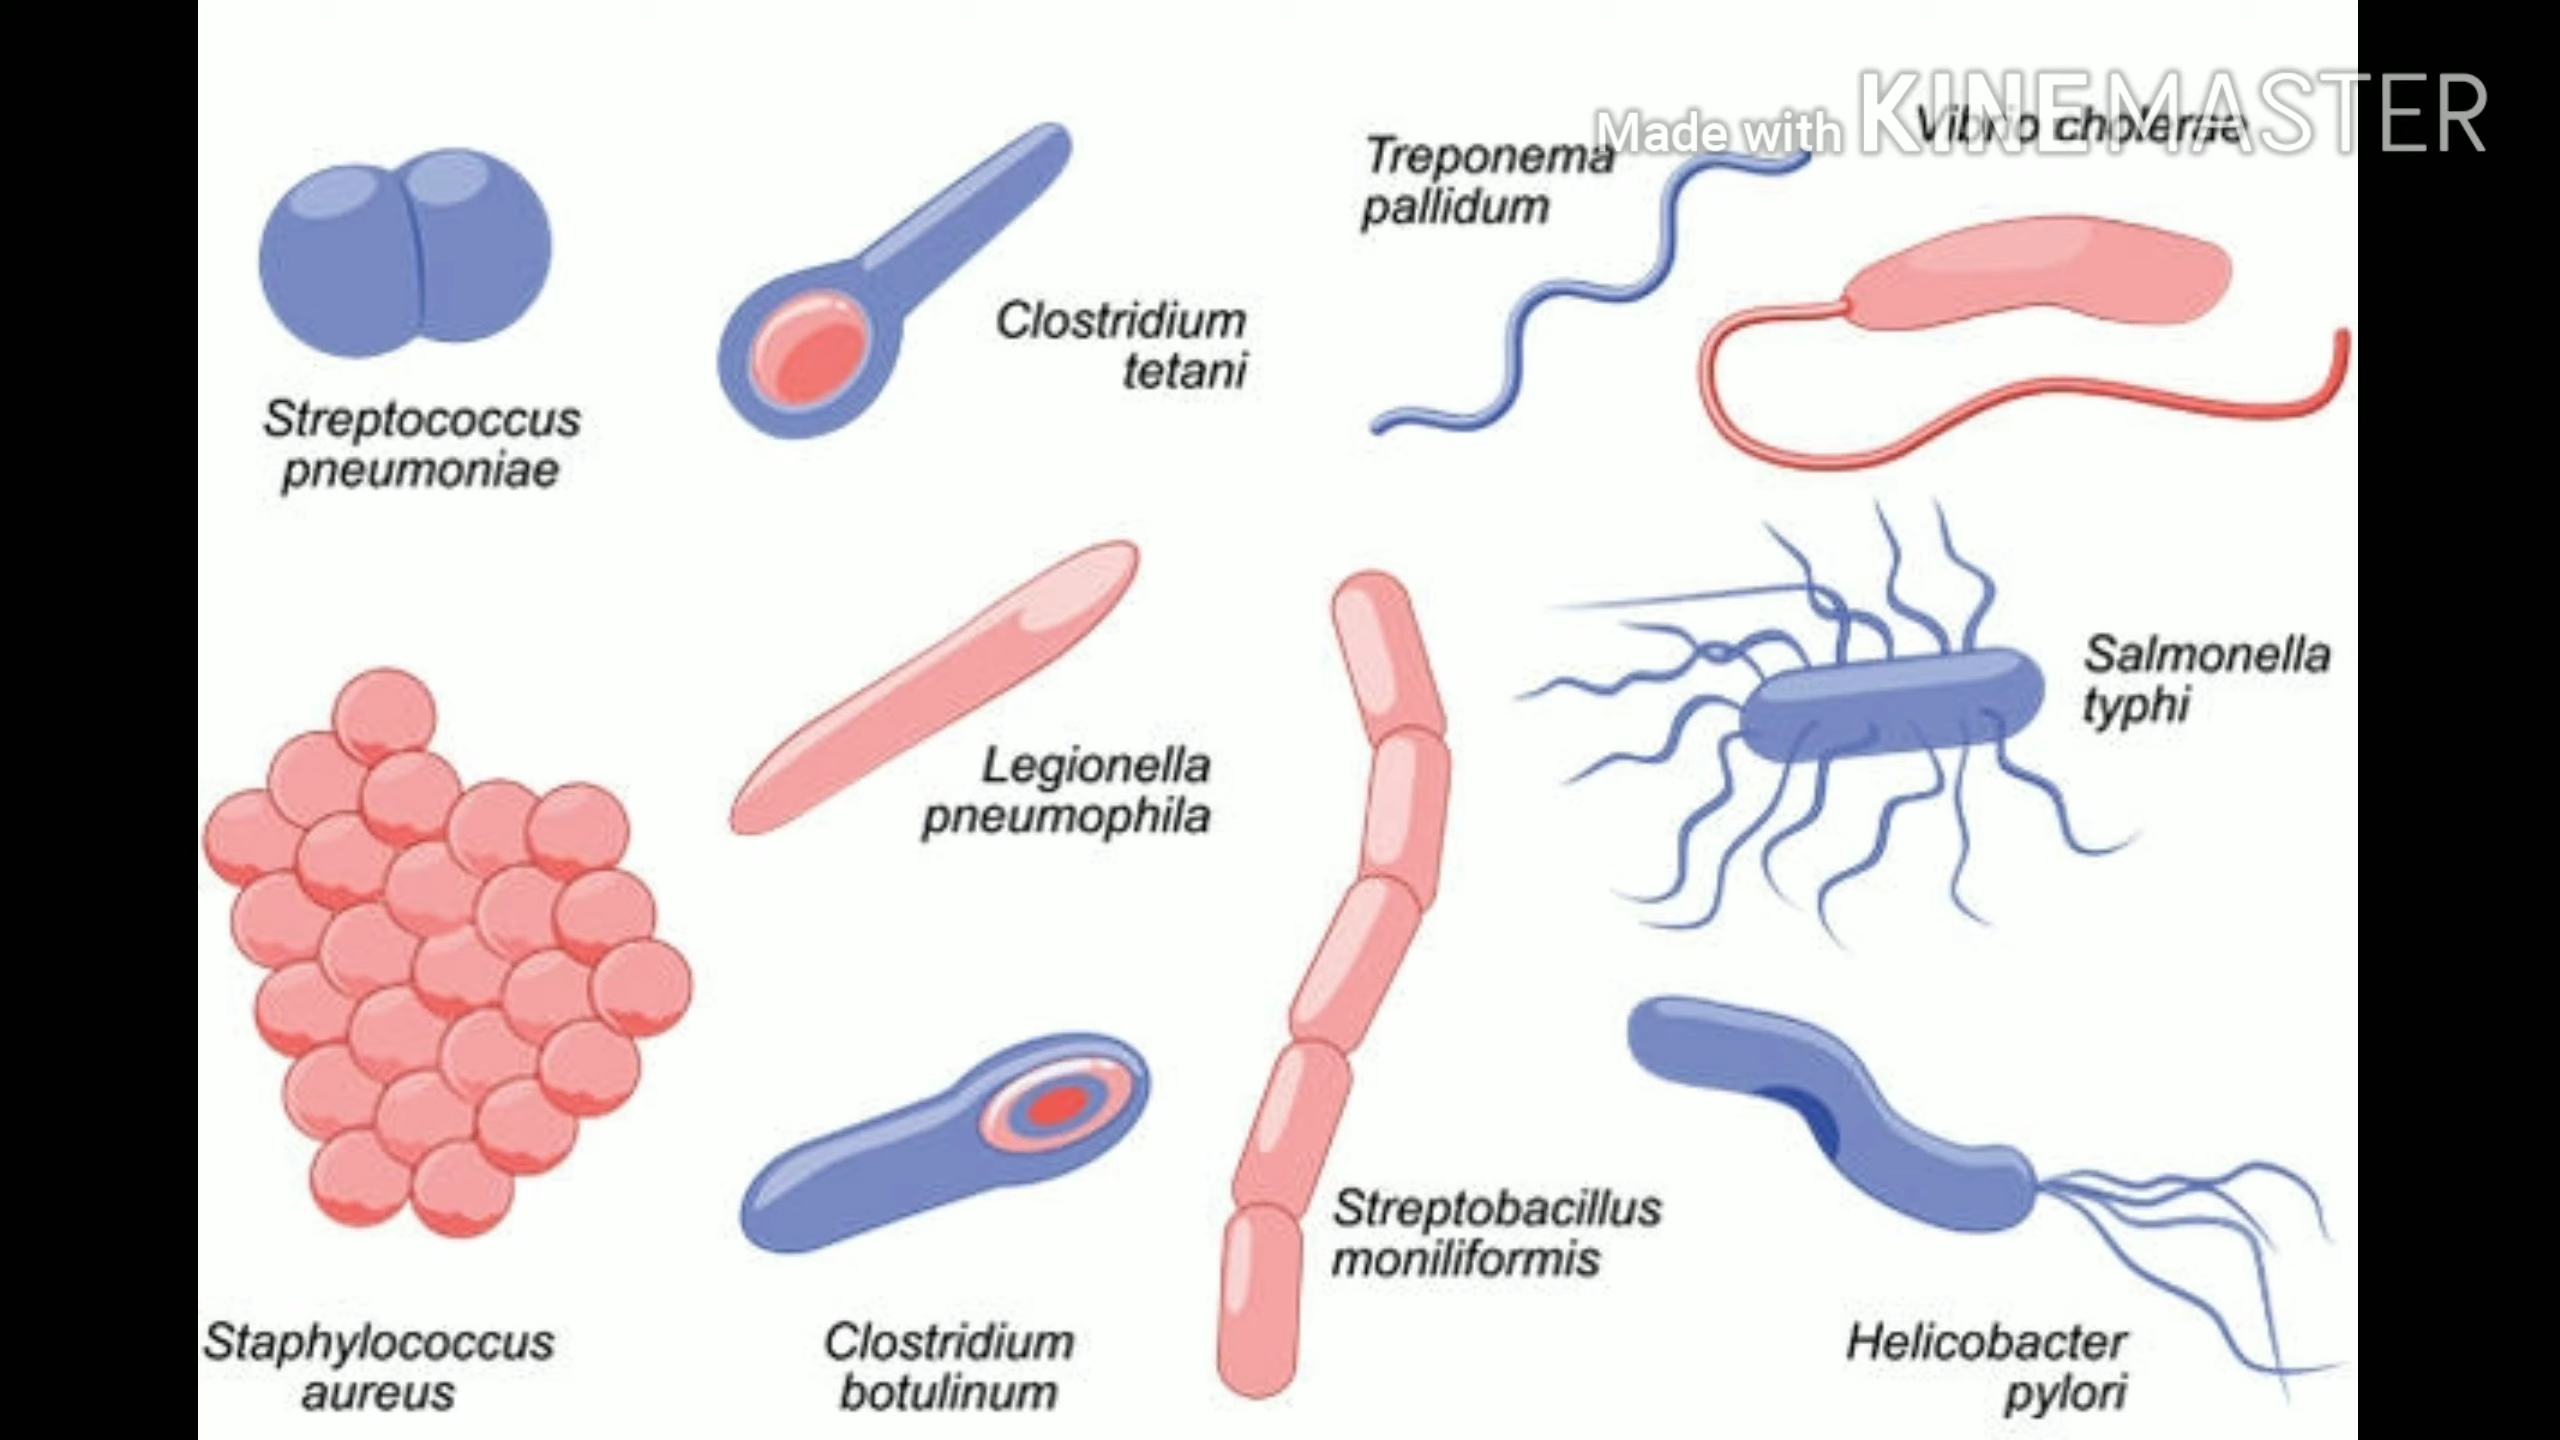 Made with KINEMASTER
Vibrio cholerae
Treponema
pallidum
Clostridium
tetani
Streptococcus
pneumoniae
Salmonella
typhi
Legionella
pneumophila
Streptobacillus
moniliformis
Staphylococcus
aureus
Clostridium
botulinum
Helicobacter
pylori